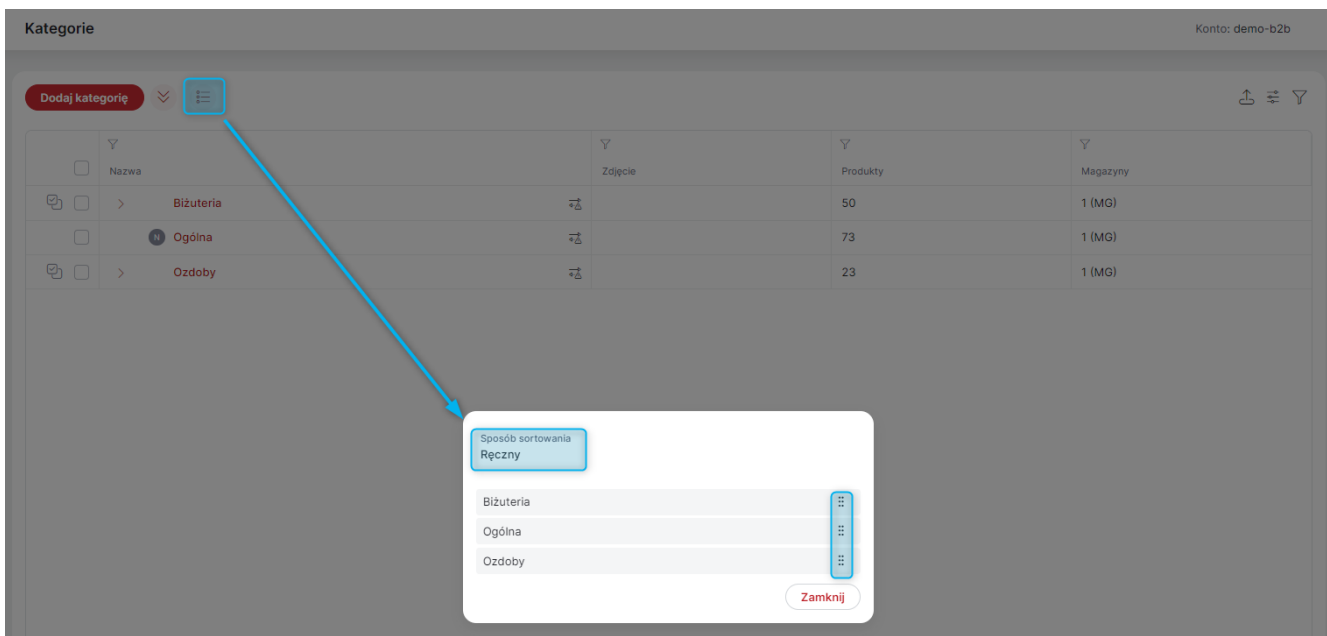 Kategorie
Konto: demo-b2b
Dodaj kategorię
Nazwa Zdjęcie Produkty Magazyny
Biżuteria 50 1 (MG)
N Ogólna 73 1 (MG)
Ozdoby 23 1 (MG)
Sposób sortowania
Ręczny
Biżuteria
Ogólna
Ozdoby
Zamknij